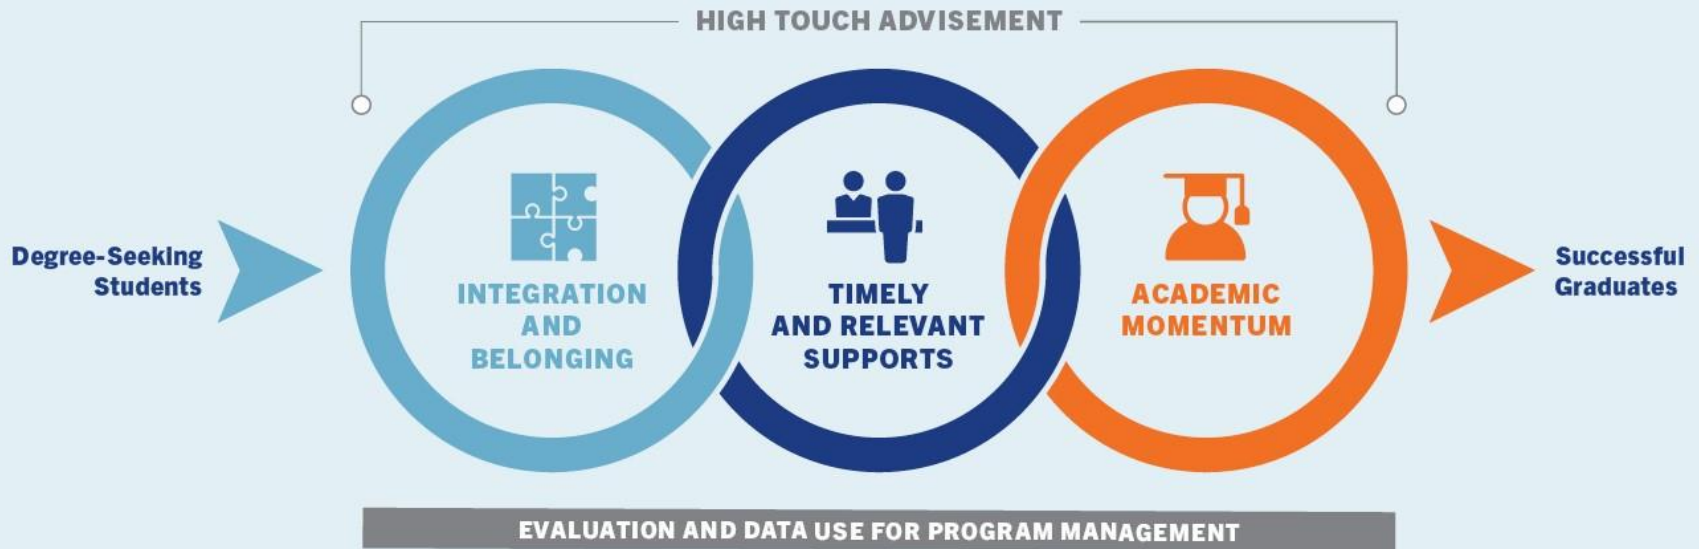 HIGH TOUCH ADVISEMENT
Degree-Seeking
Students
INTEGRATION
AND
BELONGING
TIMELY
AND RELEVANT
SUPPORTS
ACADEMIC
MOMENTUM
Successful
Graduates
EVALUATION AND DATA USE FOR PROGRAM MANAGEMENT